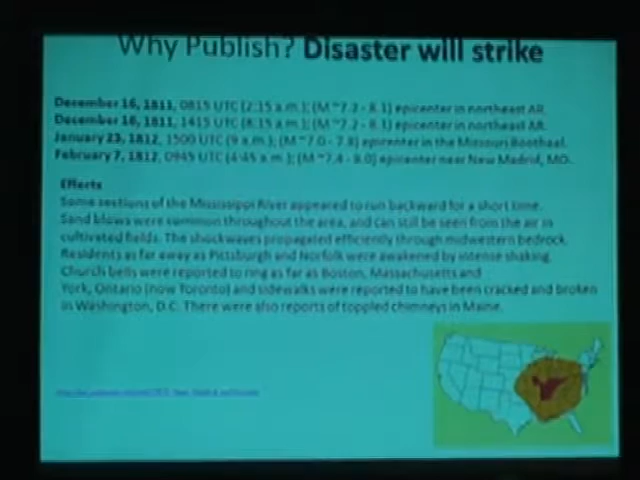 Why Publish? Disaster will strike
December 16, 1811, 0815 UTC (2:15 a.m.); (M ~7.2 - 8.1) epicenter in northeast AR.
December 16, 1811, 1415 UTC (8:15 a.m.); (M ~7.2 - 8.1) epicenter in northeast AR.
January 23, 1812, 1500 UTC (9 a.m.); (M ~7.0 - 7.8) epicenter in the Missouri Bootheel.
February 7, 1812, 0945 UTC (4:45 a.m.); (M ~7.4 - 8.0) epicenter near New Madrid, MO.
Effects
Some sections of the Mississippi River appeared to run backward for a short time.
Sand blows were common throughout the area, and can still be seen from the air in
cultivated fields. The shockwaves propagated efficiently through midwestern bedrock.
Residents as far away as Pittsburgh and Norfolk were awakened by intense shaking.
Church bells were reported to ring as far as Boston, Massachusetts and
York, Ontario (now Toronto) and sidewalks were reported to have been cracked and broken
in Washington, D.C. There were also reports of toppled chimneys in Maine.